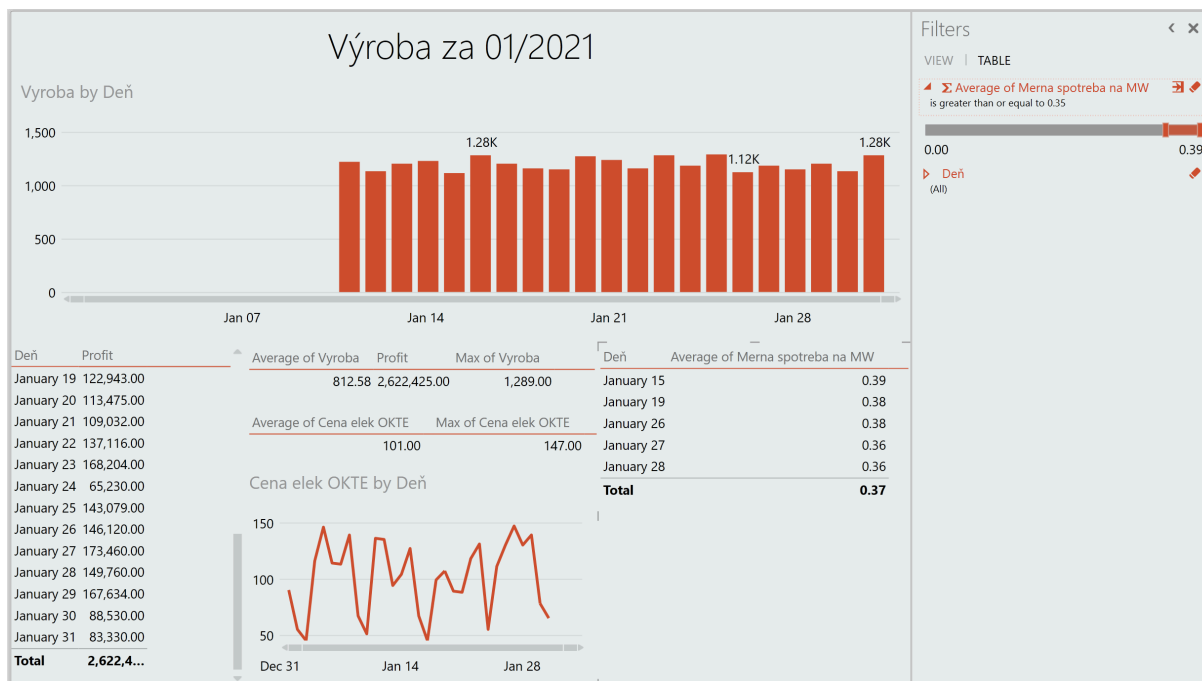 Výroba za 01/2021
Vyroba by Deň
1,500
1,000
500
0
1.28K
1.12K
1.28K
Jan 07 Jan 14 Jan 21 Jan 28
Deň Profit
January 19 122,943.00
January 20 113,475.00
January 21 109,032.00
January 22 137,116.00
January 23 168,204.00
January 24 65,230.00
January 25 143,079.00
January 26 146,120.00
January 27 173,460.00
January 28 149,760.00
January 29 167,634.00
January 30 88,530.00
January 31 83,330.00
Total 2,622,4...
Average of Vyroba Profit Max of Vyroba
812.58 2,622,425.00 1,289.00
Average of Cena elek OKTE Max of Cena elek OKTE
101.00 147.00
Cena elek OKTE by Deň
150
100
50
Dec 31 Jan 14 Jan 28
Deň Average of Merna spotreba na MW
January 15 0.39
January 19 0.38
January 26 0.38
January 27 0.36
January 28 0.36
Total 0.37
Filters
VIEW | TABLE
Σ Average of Merna spotreba na MW
is greater than or equal to 0.35
0.00 0.39
Deň
(All)